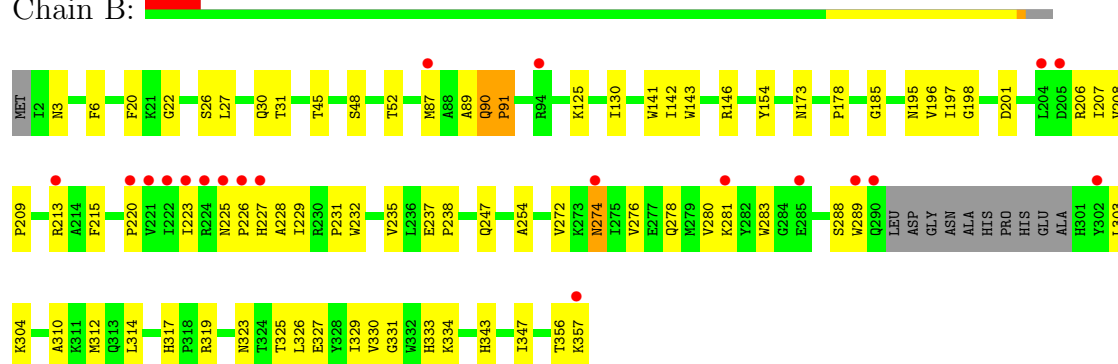 Chain B:
MET I2 N3 F6 F20 K21 G22 S26 L27 Q30 T31 T45 S48 T52 M87 A88 A89 Q90 P91 R94 K125 I130 W141 I142 W143 R146 Y154 N173 P178 G185 N195 V196 I197 G198 D201 L204 D205 R206 I207 V208
P209 R213 A214 F215 P220 V221 I222 I223 R224 N225 P226 H227 A228 I229 R230 P231 W232 V235 L236 E237 P238 Q247 A254 V272 K273 N274 I275 V276 E277 Q278 M279 V280 K281 Y282 W283 G284 E285 S288 W289 Q290 LEU ASP GLY ASN ALA HIS PRO HIS GLU ALA H301 Y302 L303
K304 A310 K311 M312 Q313 L314 H317 P318 R319 N323 T324 T325 L326 E327 Y328 I329 V330 G331 W332 H333 K334 H343 I347 T356 K357